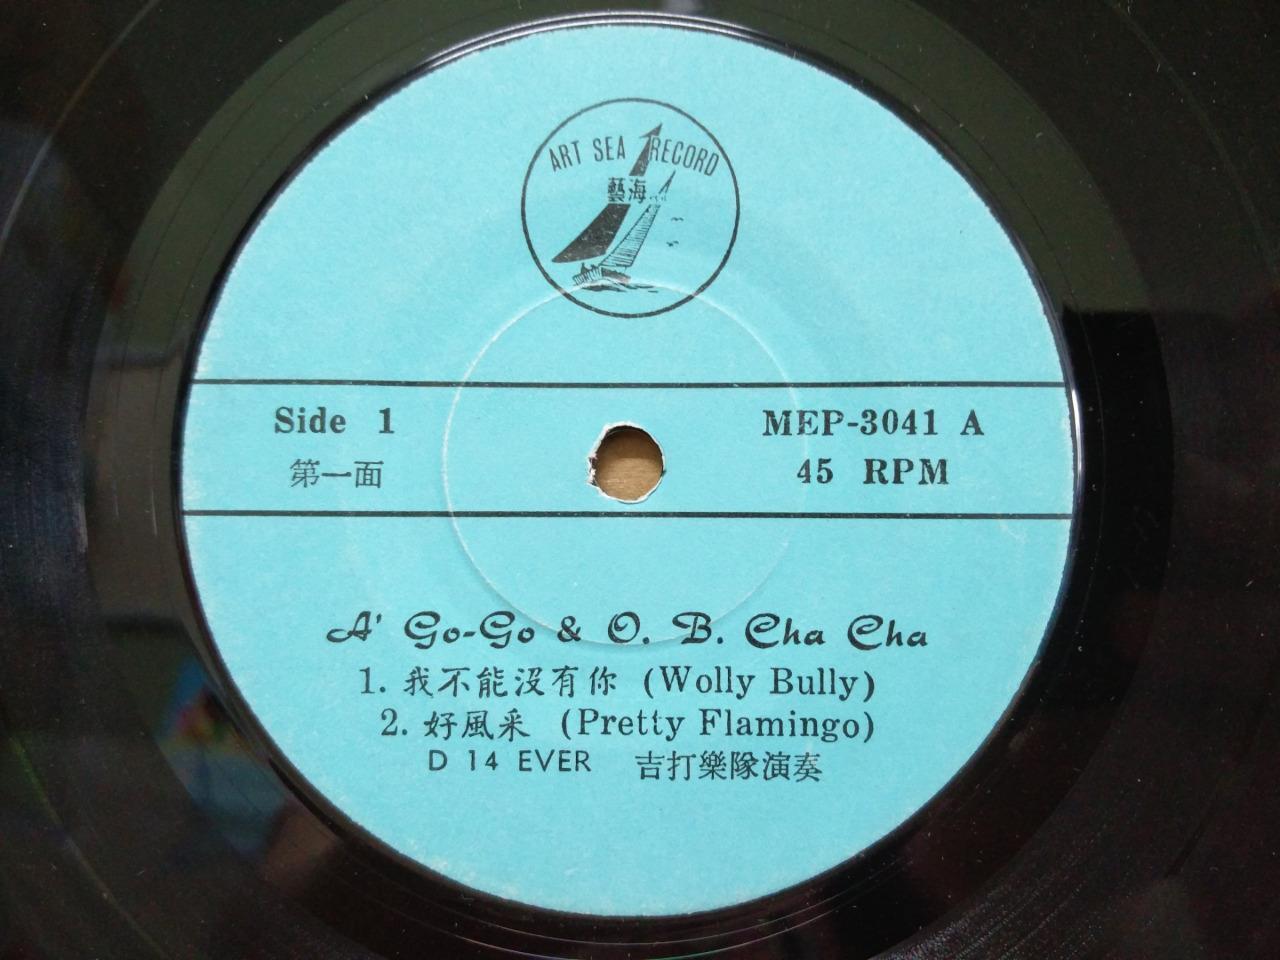 ART SEA RECORD
藝海
Side 1
MEP-3041 A
第一面
45 RPM
A' Go-Go & O. B. Cha Cha
1. 我不能沒有你 (Wolly Bully)
2. 好風采 (Pretty Flamingo)
D 14 EVER 吉打樂隊演奏